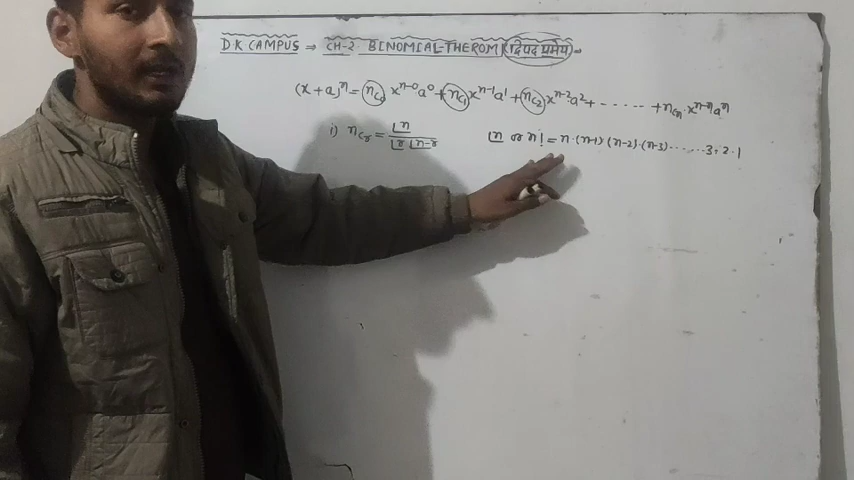 D.K CAMPUS ⇒ CH-2 BINOMIAL-THEROM (द्विपद प्रमेय) ⇒
(x + a)ⁿ = ⁿC₀ xⁿ⁻⁰a⁰ + ⁿC₁ xⁿ⁻¹a¹ + ⁿC₂ xⁿ⁻²a² + ...... + ⁿCₙ · xⁿ⁻ⁿaⁿ
i) ⁿCᵣ = |n / |r |n-r    |n or n! = n·(n-1)·(n-2)·(n-3)......3·2·1